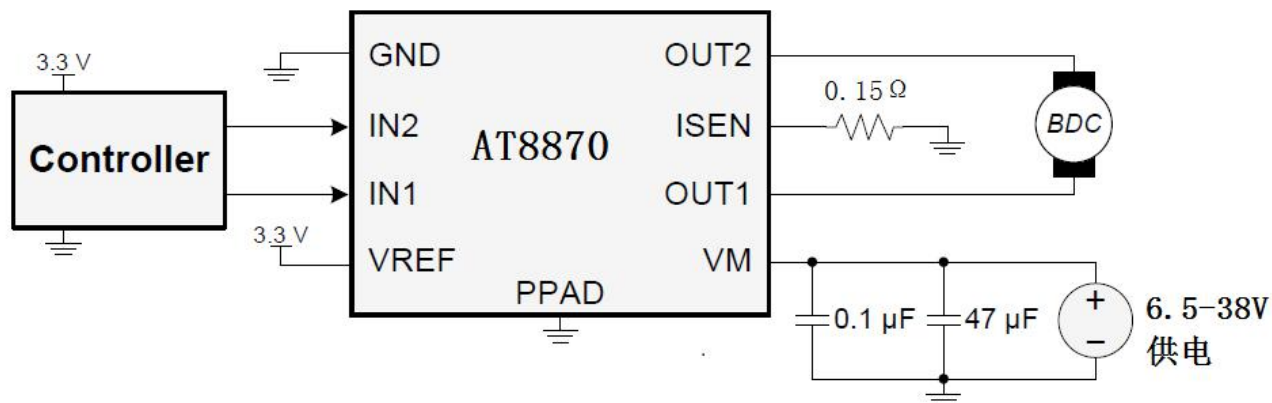 3.3 V
Controller
GND
IN2
IN1
3.3 V
VREF
AT8870
PPAD
OUT2
ISEN
OUT1
VM
0.15Ω
BDC
0.1 µF
47 µF
+
−
6.5-38V
供电